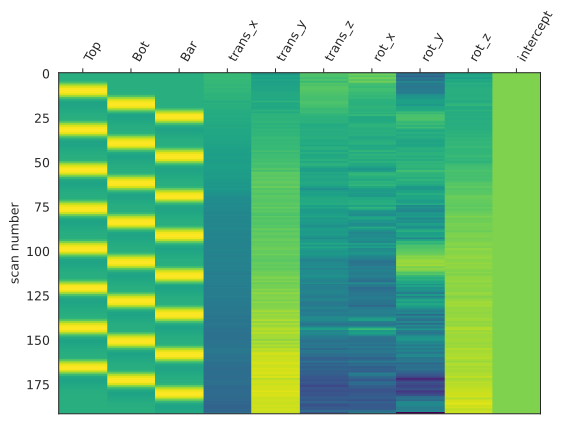 Top
Bot
Bar
trans_x
trans_y
trans_z
rot_x
rot_y
rot_z
intercept
scan number
0
25
50
75
100
125
150
175